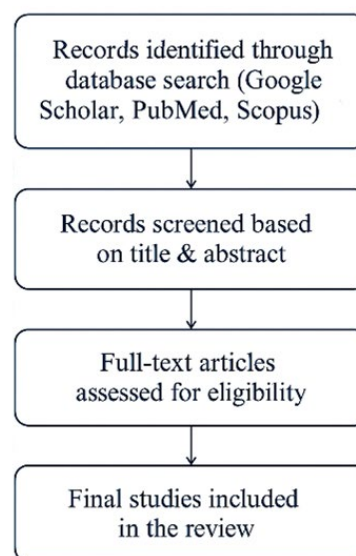 Records identified through
database search (Google
Scholar, PubMed, Scopus)
Records screened based
on title & abstract
Full-text articles
assessed for eligibility
Final studies included
in the review